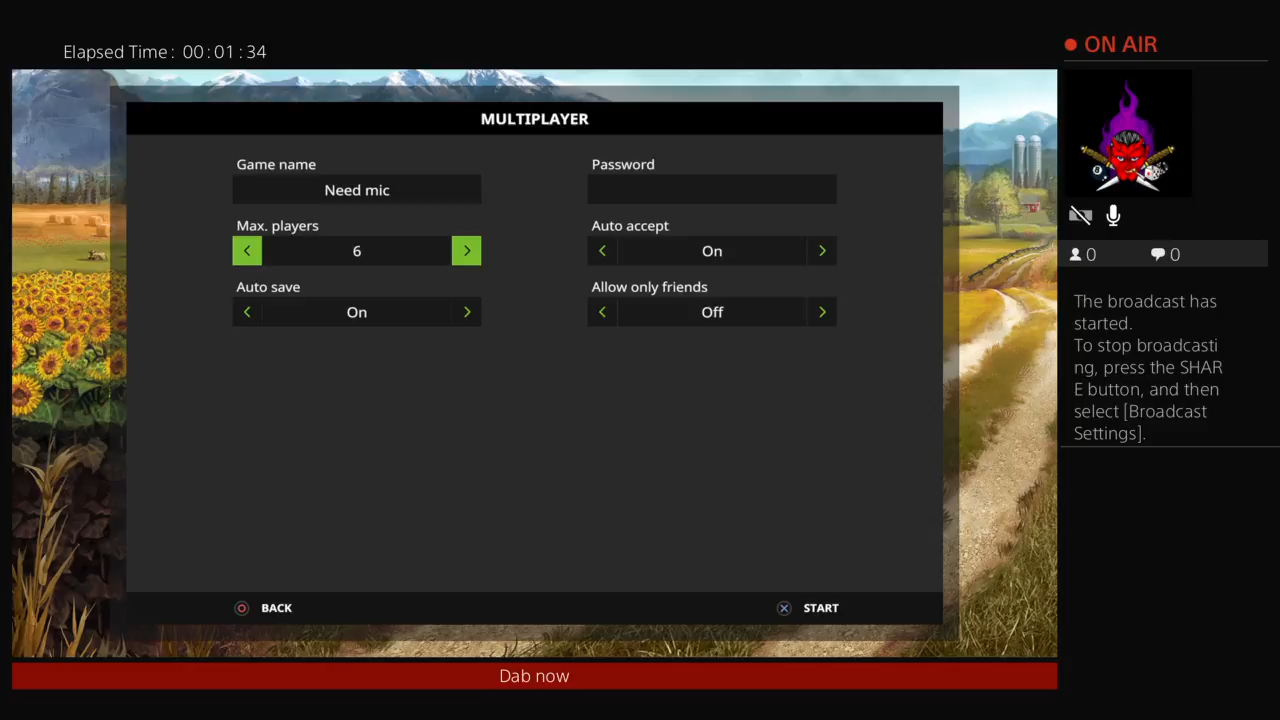 Elapsed Time: 00:01:34
ON AIR
MULTIPLAYER
Game name
Password
Need mic
Max. players
Auto accept
6
On
Auto save
Allow only friends
On
Off
BACK
START
0
0
The broadcast has
started.
To stop broadcasti
ng, press the SHAR
E button, and then
select [Broadcast
Settings].
Dab now